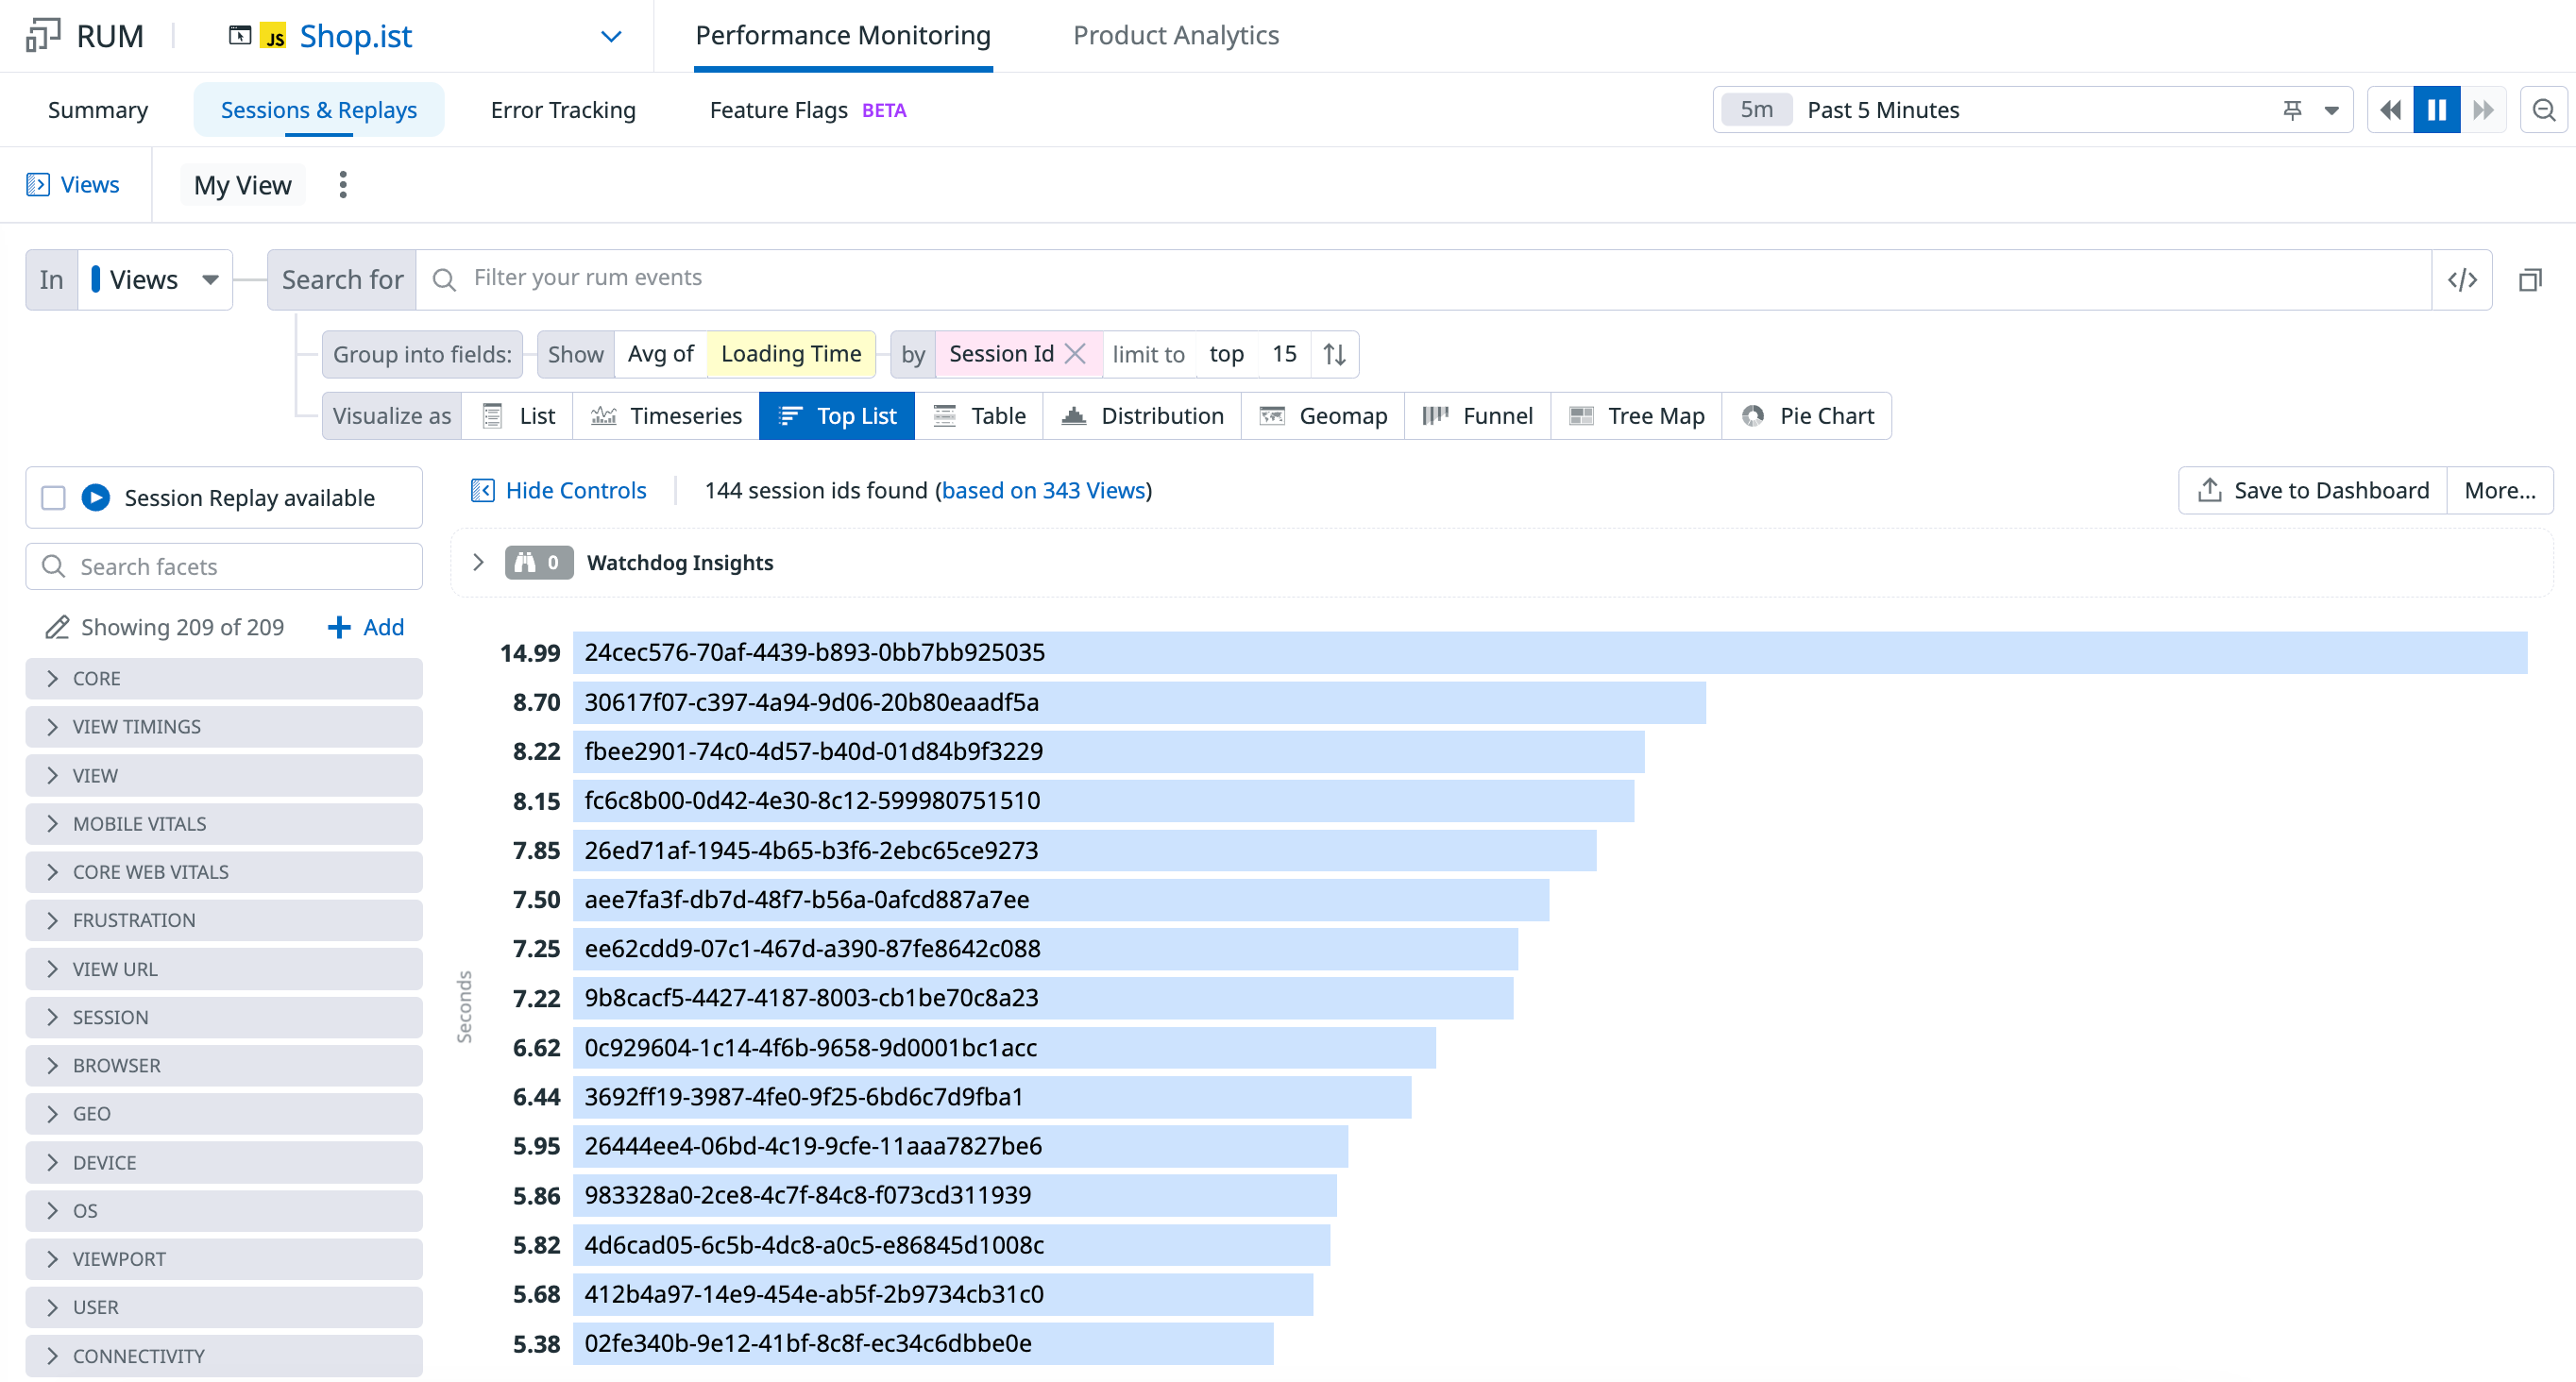 RUM JS Shop.ist Performance Monitoring Product Analytics
Summary Sessions & Replays Error Tracking Feature Flags BETA 5m Past 5 Minutes
Views My View
In Views Search for Filter your rum events </>
Group into fields: Show Avg of Loading Time by Session Id limit to top 15
Visualize as List Timeseries Top List Table Distribution Geomap Funnel Tree Map Pie Chart
Session Replay available
Search facets
Showing 209 of 209 Add
CORE
VIEW TIMINGS
VIEW
MOBILE VITALS
CORE WEB VITALS
FRUSTRATION
VIEW URL
SESSION
BROWSER
GEO
DEVICE
OS
VIEWPORT
USER
CONNECTIVITY
Hide Controls 144 session ids found (based on 343 Views) Save to Dashboard More...
0 Watchdog Insights
Seconds
14.99 24cec576-70af-4439-b893-0bb7bb925035
8.70 30617f07-c397-4a94-9d06-20b80eaadf5a
8.22 fbee2901-74c0-4d57-b40d-01d84b9f3229
8.15 fc6c8b00-0d42-4e30-8c12-599980751510
7.85 26ed71af-1945-4b65-b3f6-2ebc65ce9273
7.50 aee7fa3f-db7d-48f7-b56a-0afcd887a7ee
7.25 ee62cdd9-07c1-467d-a390-87fe8642c088
7.22 9b8cacf5-4427-4187-8003-cb1be70c8a23
6.62 0c929604-1c14-4f6b-9658-9d0001bc1acc
6.44 3692ff19-3987-4fe0-9f25-6bd6c7d9fba1
5.95 26444ee4-06bd-4c19-9cfe-11aaa7827be6
5.86 983328a0-2ce8-4c7f-84c8-f073cd311939
5.82 4d6cad05-6c5b-4dc8-a0c5-e86845d1008c
5.68 412b4a97-14e9-454e-ab5f-2b9734cb31c0
5.38 02fe340b-9e12-41bf-8c8f-ec34c6dbbe0e